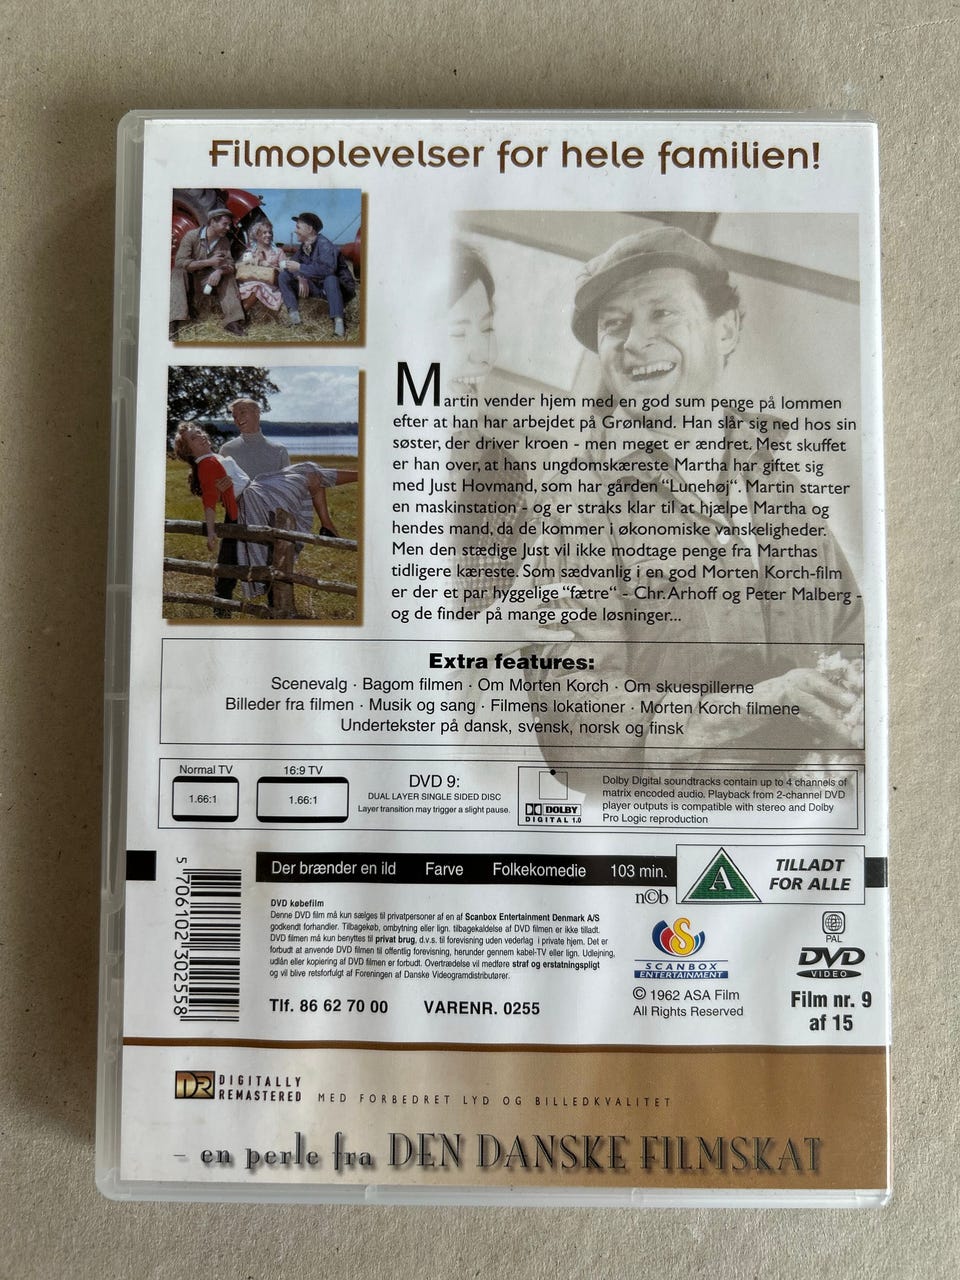 Filmoplevelser for hele familien!
Martin vender hjem med en god sum penge på lommen
efter at han har arbejdet på Grønland. Han slår sig ned hos sin
søster, der driver kroen - men meget er ændret. Mest skuffet
er han over, at hans ungdomskæreste Martha har giftet sig
med Just Hovmand, som har gården “Lunehøj“. Martin starter
en maskinstation - og er straks klar til at hjælpe Martha og
hendes mand, da de kommer i økonomiske vanskeligheder.
Men den stædige Just vil ikke modtage penge fra Marthas
tidligere kæreste. Som sædvanlig i en god Morten Korch-film
er der et par hyggelige “fætre“ - Chr. Arhoff og Peter Malberg -
og de finder på mange gode løsninger...
Extra features:
Scenevalg · Bagom filmen · Om Morten Korch · Om skuespillerne
Billeder fra filmen · Musik og sang · Filmens lokationer · Morten Korch filmene
Undertekster på dansk, svensk, norsk og finsk
Normal TV
1.66:1
16:9 TV
1.66:1
DVD 9:
DUAL LAYER SINGLE SIDED DISC
Layer transition may trigger a slight pause.
DOLBY
DIGITAL 1.0
Dolby Digital soundtracks contain up to 4 channels of
matrix encoded audio. Playback from 2-channel DVD
player outputs is compatible with stereo and Dolby
Pro Logic reproduction
Der brænder en ild Farve Folkekomedie 103 min.
A
TILLADT
FOR ALLE
n©b
5 706102 302558
DVD købefilm
Denne DVD film må kun sælges til privatpersoner af en af Scanbox Entertainment Denmark A/S
godkendt forhandler. Tilbagekøb, ombytning eller lign. tilbagekaldelse af DVD filmen er ikke tilladt.
DVD filmen må kun benyttes til privat brug, d.v.s. til forevisning uden vederlag i private hjem. Det er
forbudt at anvende DVD filmen til offentlig forevisning, herunder gennem kabel-TV eller lign. Udlejning,
udlån eller kopiering af DVD filmen er forbudt. Overtrædelse vil medføre straf og erstatningspligt
og vil blive retsforfulgt af Foreningen af Danske Videogramdistributører.
Tlf. 86 62 70 00 VARENR. 0255
S
SCANBOX
ENTERTAINMENT
© 1962 ASA Film
All Rights Reserved
PAL
DVD
VIDEO
Film nr. 9
af 15
DR DIGITALLY
REMASTERED MED FORBEDRET LYD OG BILLEDKVALITET
– en perle fra DEN DANSKE FILMSKAT